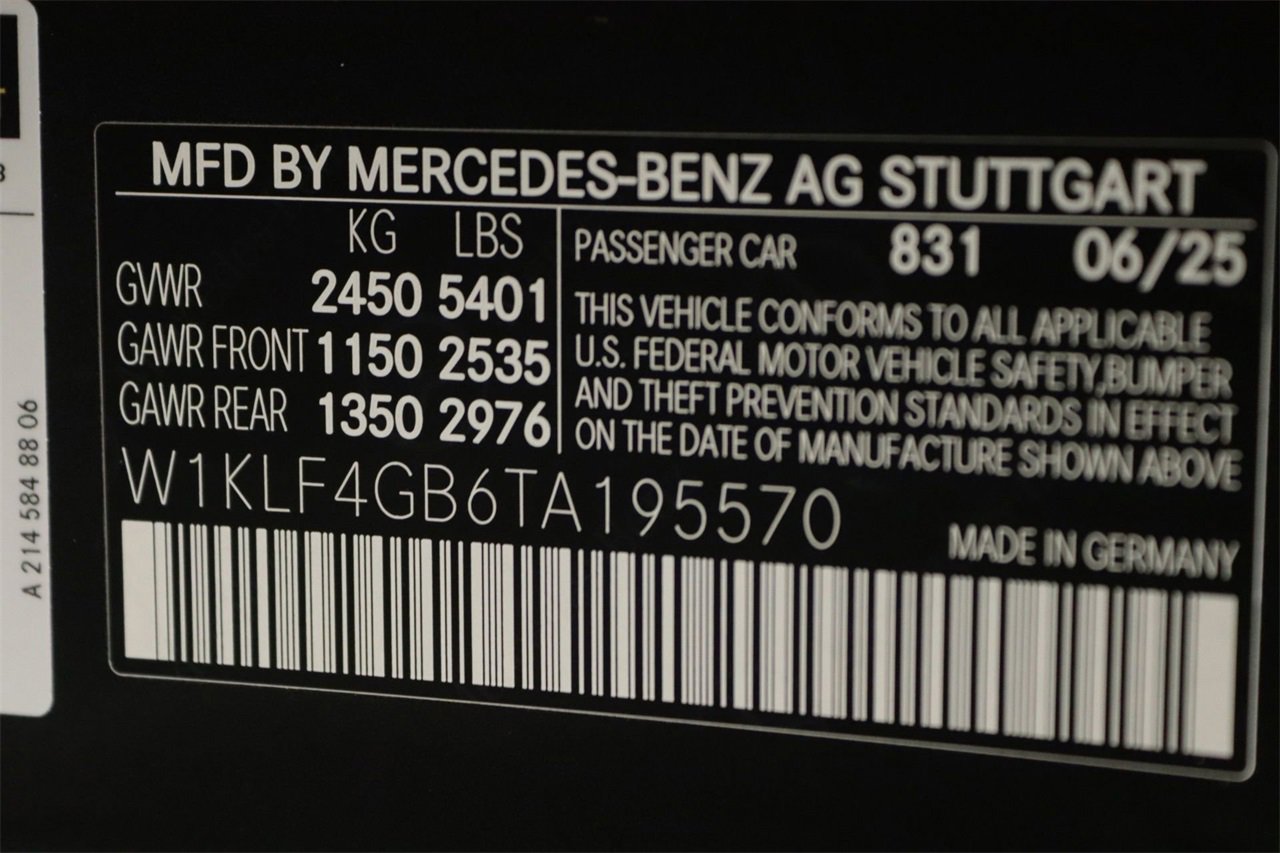 MFD BY MERCEDES-BENZ AG STUTTGART
KG LBS
GVWR 2450 5401
GAWR FRONT 1150 2535
GAWR REAR 1350 2976
PASSENGER CAR 831 06/25
THIS VEHICLE CONFORMS TO ALL APPLICABLE
U.S. FEDERAL MOTOR VEHICLE SAFETY,BUMPER
AND THEFT PREVENTION STANDARDS IN EFFECT
ON THE DATE OF MANUFACTURE SHOWN ABOVE
W1KLF4GB6TA195570
MADE IN GERMANY
A 214 584 88 06